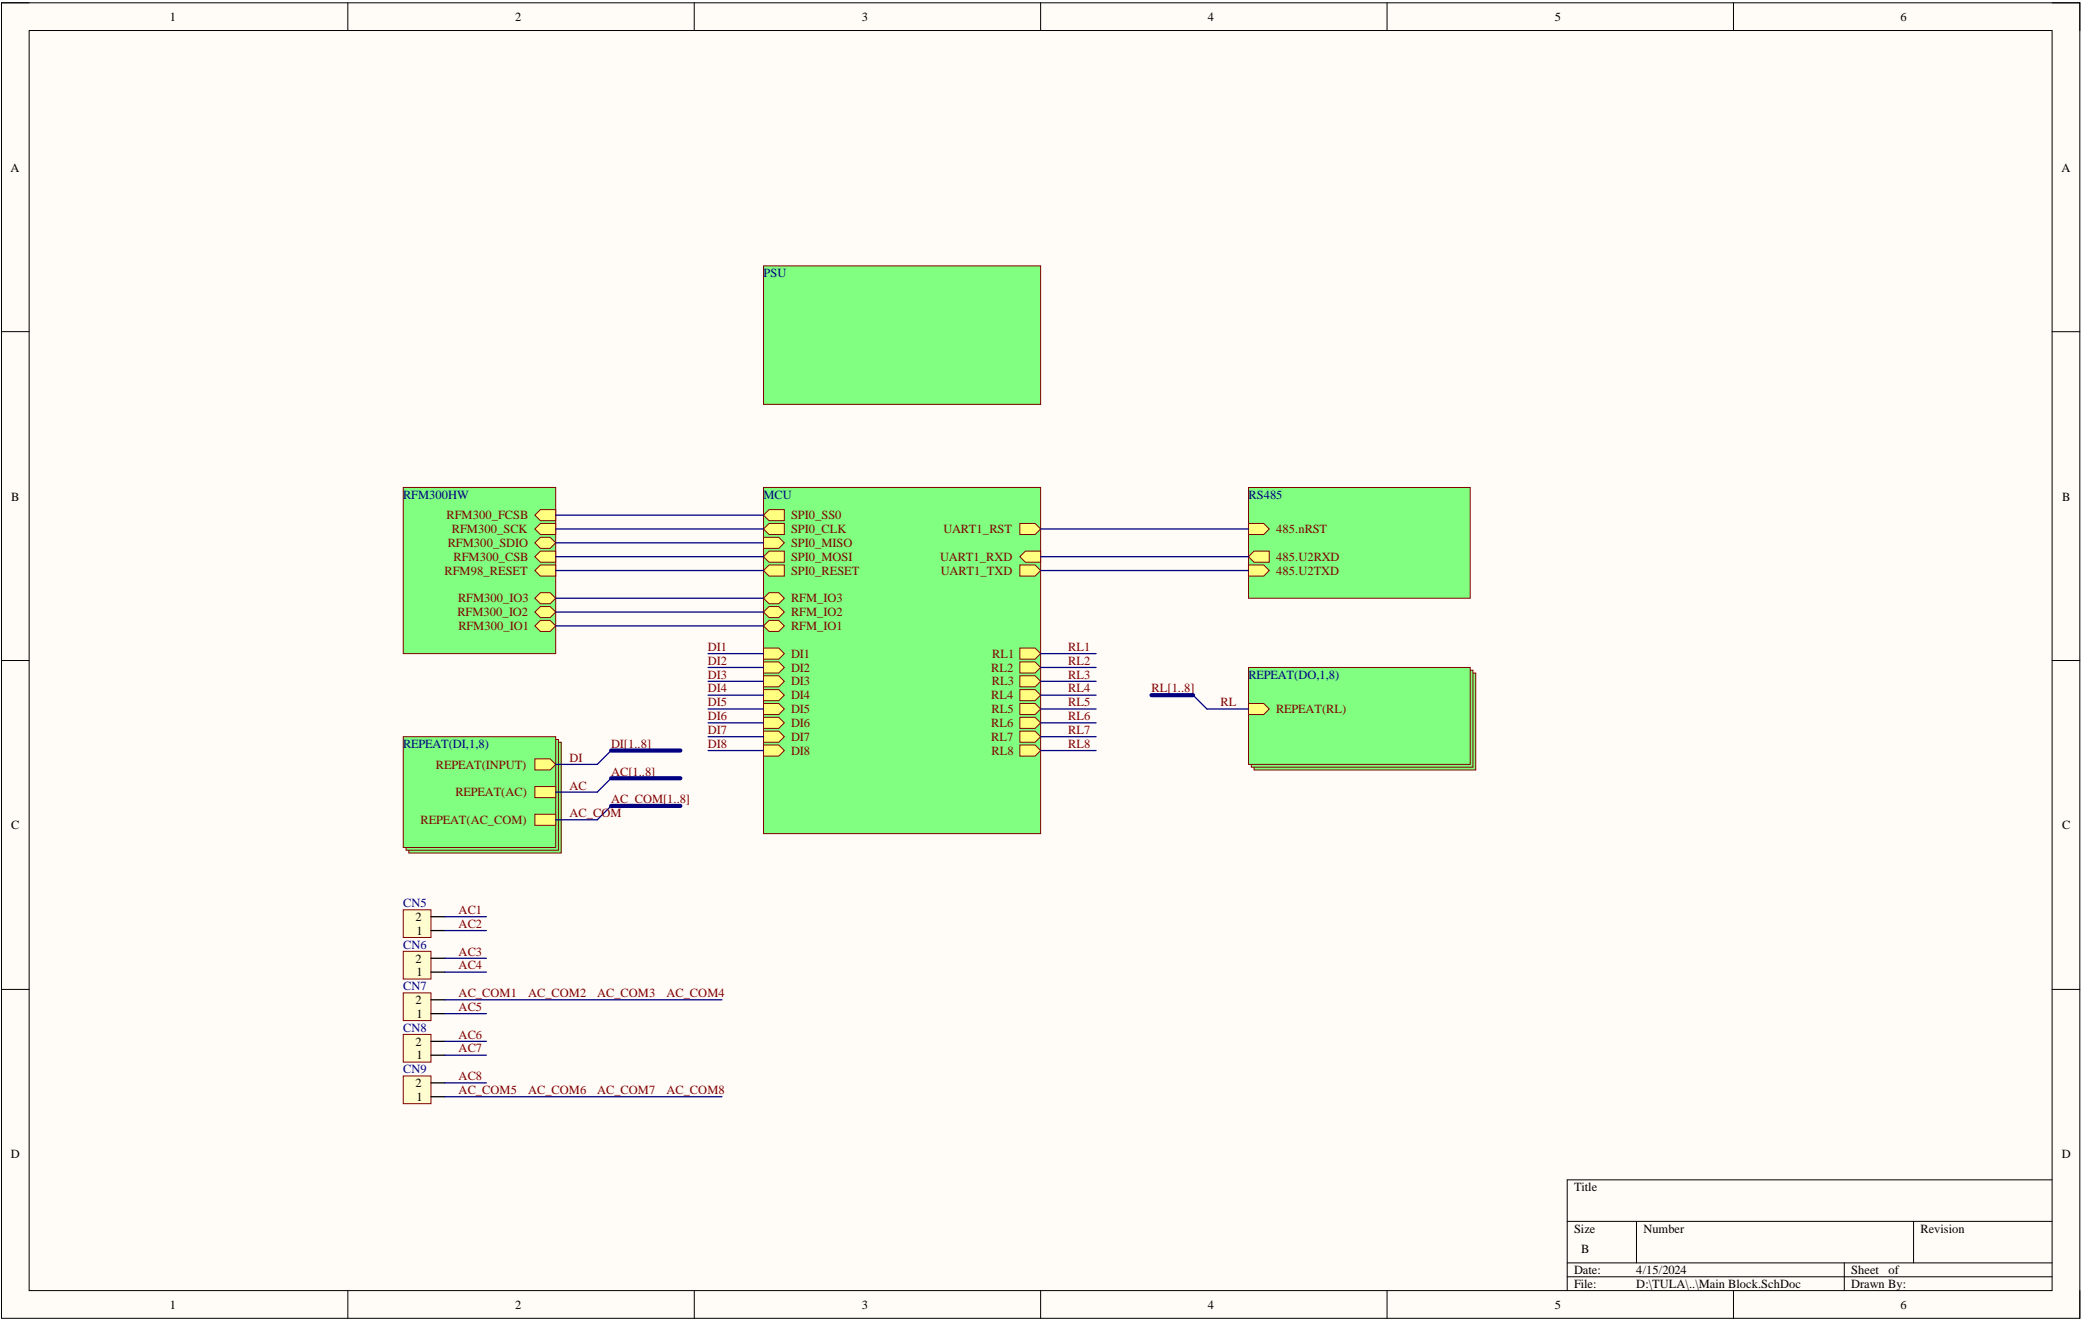 1 2 3 4 5 6
A A
PSU
B B
RFM300HW
RFM300_FCSB
RFM300_SCK
RFM300_SDIO
RFM300_CSB
RFM98_RESET
RFM300_IO3
RFM300_IO2
RFM300_IO1
MCU
SPI0_SS0
SPI0_CLK
SPI0_MISO
SPI0_MOSI
SPI0_RESET
RFM_IO3
RFM_IO2
RFM_IO1
DI1 DI1
DI2 DI2
DI3 DI3
DI4 DI4
DI5 DI5
DI6 DI6
DI7 DI7
DI8 DI8
UART1_RST
UART1_RXD
UART1_TXD
RL1 RL1
RL2 RL2
RL3 RL3
RL4 RL4
RL5 RL5
RL6 RL6
RL7 RL7
RL8 RL8
RS485
485.nRST
485.U2RXD
485.U2TXD
REPEAT(DO,1,8)
RL[1..8]
RL REPEAT(RL)
REPEAT(DI,1,8)
DI[1..8]
REPEAT(INPUT) DI
AC[1..8]
REPEAT(AC) AC
AC_COM[1..8]
REPEAT(AC_COM) AC_COM
C C
CN5
2 AC1
1 AC2
CN6
2 AC3
1 AC4
CN7
2 AC_COM1 AC_COM2 AC_COM3 AC_COM4
1 AC5
CN8
2 AC6
1 AC7
CN9
2 AC8
1 AC_COM5 AC_COM6 AC_COM7 AC_COM8
D D
Title
Size Number Revision
B
Date: 4/15/2024 Sheet of
File: D:\TULA\..\Main Block.SchDoc Drawn By:
1 2 3 4 5 6